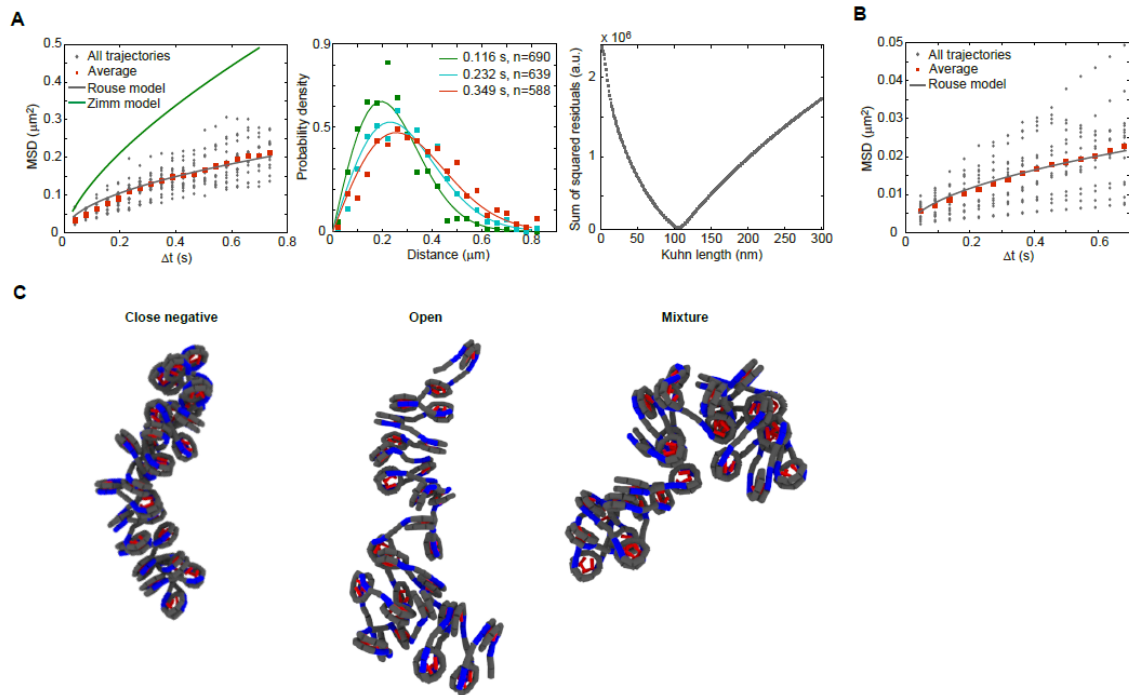 A
0.5
0.4
0.3
0.2
0.1
0
MSD (μm²)
0
0.2
0.4
0.6
0.8
Δt (s)
All trajectories
Average
Rouse model
Zimm model
0.9
0.5
0
Probability density
0
0.2
0.4
0.6
0.8
Distance (μm)
0.116 s, n=690
0.232 s, n=639
0.349 s, n=588
x 10⁶
2
1
0
Sum of squared residuals (a.u.)
0
50
100
150
200
250
300
Kuhn length (nm)
B
0.05
0.04
0.03
0.02
0.01
0
MSD (μm²)
0
0.2
0.4
0.6
Δt (s)
All trajectories
Average
Rouse model
C
Close negative
Open
Mixture